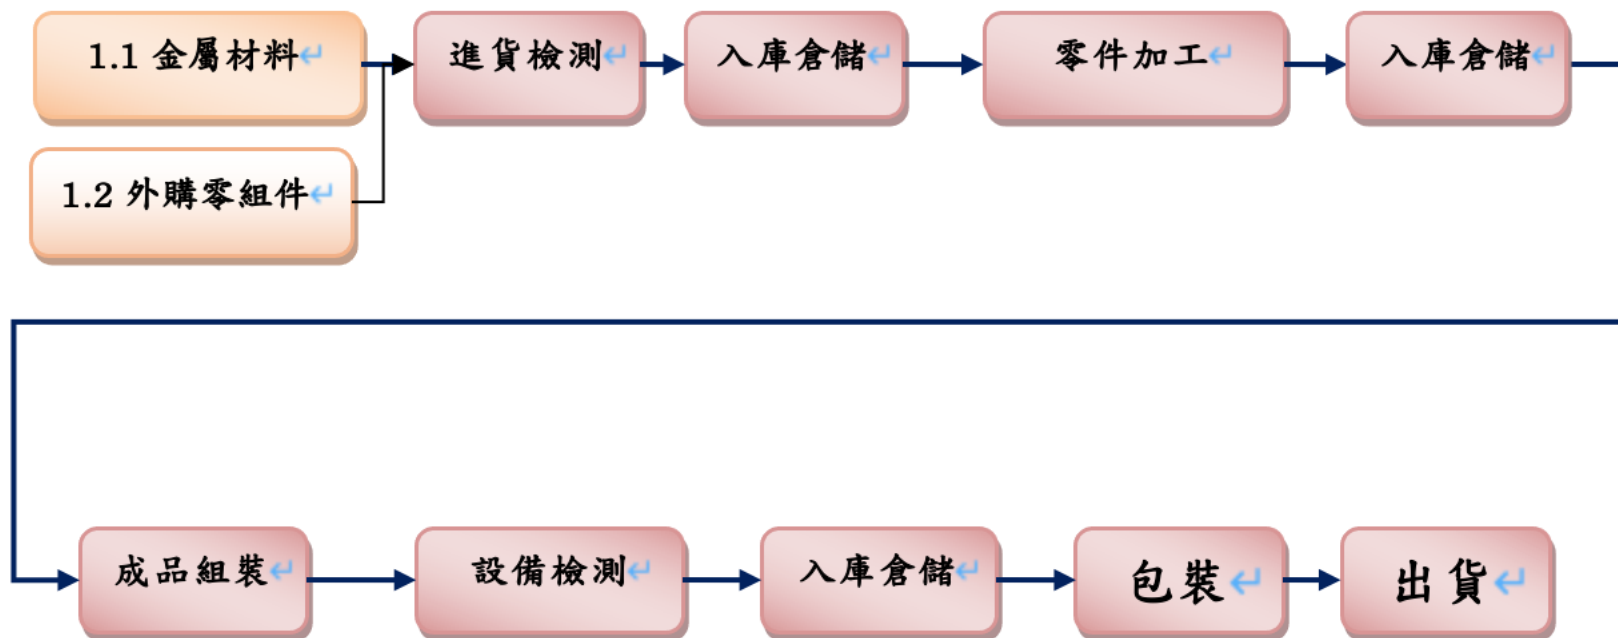 1.1 金屬材料
進貨檢測
入庫倉儲
零件加工
入庫倉儲
1.2 外購零組件
成品組裝
設備檢測
入庫倉儲
包裝
出貨